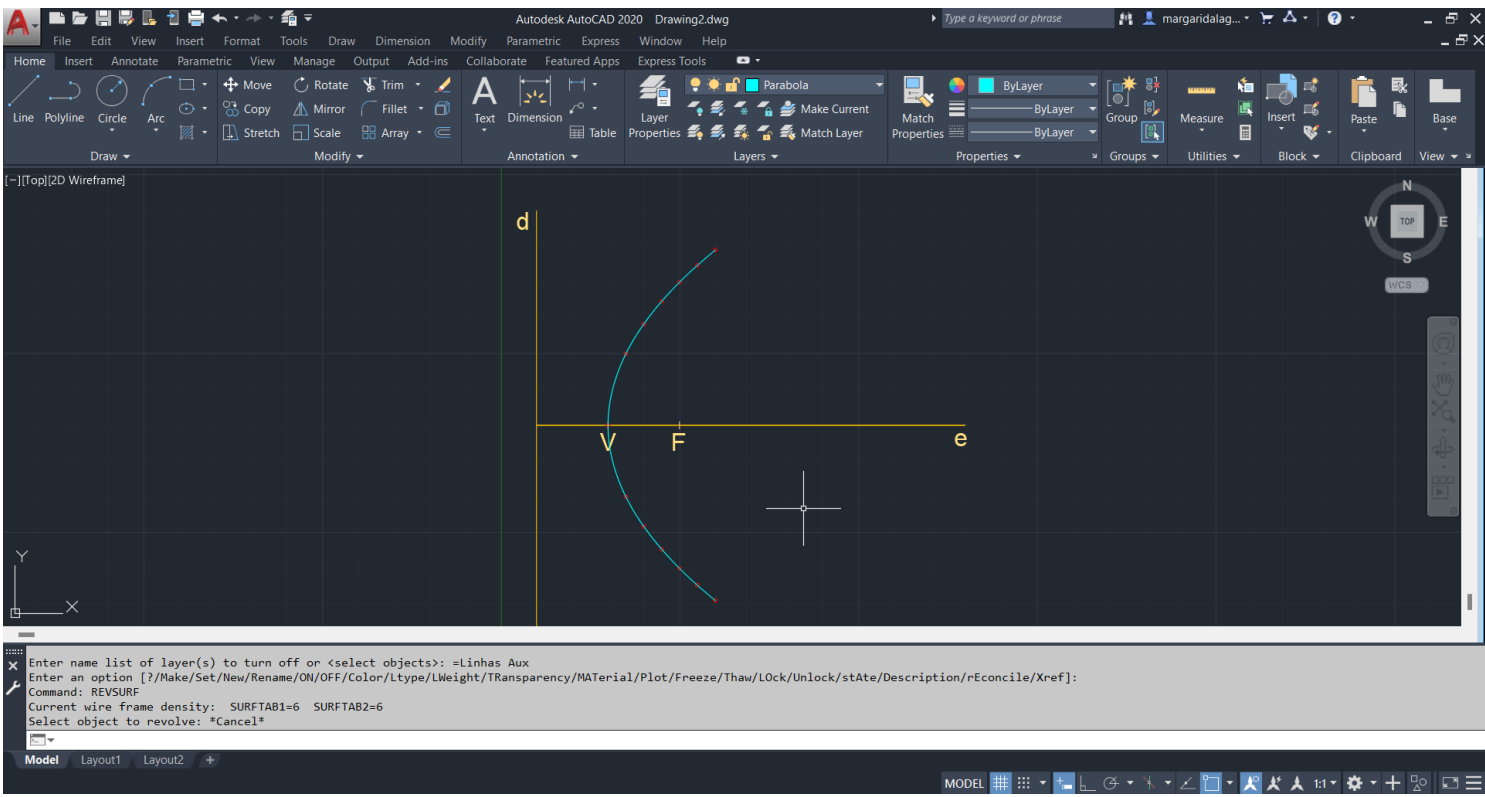 Autodesk AutoCAD 2020 Drawing2.dwg Type a keyword or phrase margaridalag...
File Edit View Insert Format Tools Draw Dimension Modify Parametric Express Window Help
Home Insert Annotate Parametric View Manage Output Add-ins Collaborate Featured Apps Express Tools
Move Rotate Trim Parabola ByLayer
Copy Mirror Fillet Make Current ByLayer
Line Polyline Circle Arc Text Dimension Layer Properties Match Properties Group Measure Insert Paste Base
Stretch Scale Array Table Match Layer ByLayer
Draw Modify Annotation Layers Properties Groups Utilities Block Clipboard View
[−][Top][2D Wireframe]
N
W TOP E
S
WCS
d
V F e
Y
X
Enter name list of layer(s) to turn off or <select objects>: =Linhas Aux
Enter an option [?/Make/Set/New/Rename/ON/OFF/Color/Ltype/LWeight/TRansparency/MATerial/Plot/Freeze/Thaw/LOck/Unlock/stAte/Description/rEconcile/Xref]:
Command: REVSURF
Current wire frame density:  SURFTAB1=6  SURFTAB2=6
Select object to revolve: *Cancel*
Model Layout1 Layout2 +
MODEL 1:1